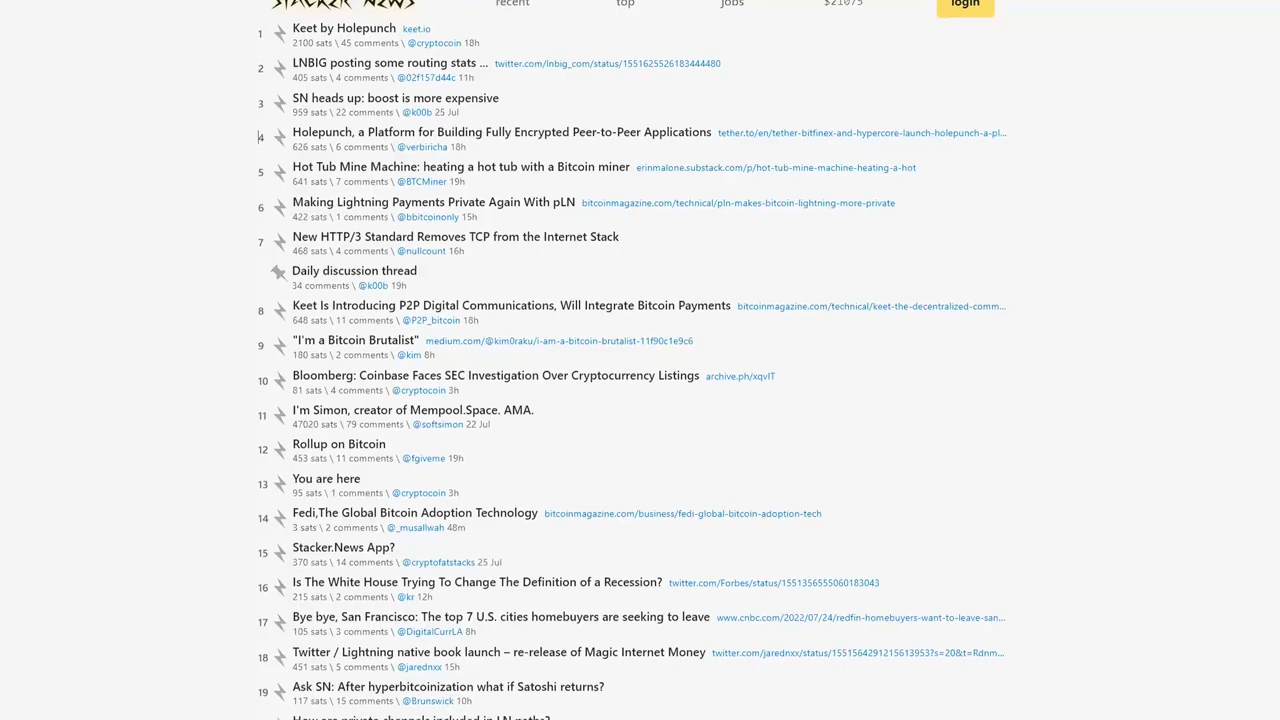 STACKER NEWS recent top jobs $21075 login
1 Keet by Holepunch keet.io
2100 sats \ 45 comments \ @cryptocoin 18h
2 LNBIG posting some routing stats ... twitter.com/lnbig_com/status/1551625526183444480
405 sats \ 4 comments \ @02f157d44c 11h
3 SN heads up: boost is more expensive
959 sats \ 22 comments \ @k00b 25 Jul
4 Holepunch, a Platform for Building Fully Encrypted Peer-to-Peer Applications tether.to/en/tether-bitfinex-and-hypercore-launch-holepunch-a-pl...
626 sats \ 6 comments \ @verbiricha 18h
5 Hot Tub Mine Machine: heating a hot tub with a Bitcoin miner erinmalone.substack.com/p/hot-tub-mine-machine-heating-a-hot
641 sats \ 7 comments \ @BTCMiner 19h
6 Making Lightning Payments Private Again With pLN bitcoinmagazine.com/technical/pln-makes-bitcoin-lightning-more-private
422 sats \ 1 comments \ @bbitcoinonly 15h
7 New HTTP/3 Standard Removes TCP from the Internet Stack
468 sats \ 4 comments \ @nullcount 16h
Daily discussion thread
34 comments \ @k00b 19h
8 Keet Is Introducing P2P Digital Communications, Will Integrate Bitcoin Payments bitcoinmagazine.com/technical/keet-the-decentralized-comm...
648 sats \ 11 comments \ @P2P_bitcoin 18h
9 "I'm a Bitcoin Brutalist" medium.com/@kim0raku/i-am-a-bitcoin-brutalist-11f90c1e9c6
180 sats \ 2 comments \ @kim 8h
10 Bloomberg: Coinbase Faces SEC Investigation Over Cryptocurrency Listings archive.ph/xqvIT
81 sats \ 4 comments \ @cryptocoin 3h
11 I'm Simon, creator of Mempool.Space. AMA.
47020 sats \ 79 comments \ @softsimon 22 Jul
12 Rollup on Bitcoin
453 sats \ 11 comments \ @fgiveme 19h
13 You are here
95 sats \ 1 comments \ @cryptocoin 3h
14 Fedi,The Global Bitcoin Adoption Technology bitcoinmagazine.com/business/fedi-global-bitcoin-adoption-tech
3 sats \ 2 comments \ @_musallwah 48m
15 Stacker.News App?
370 sats \ 14 comments \ @cryptofatstacks 25 Jul
16 Is The White House Trying To Change The Definition of a Recession? twitter.com/Forbes/status/1551356555060183043
215 sats \ 2 comments \ @kr 12h
17 Bye bye, San Francisco: The top 7 U.S. cities homebuyers are seeking to leave www.cnbc.com/2022/07/24/redfin-homebuyers-want-to-leave-san...
105 sats \ 3 comments \ @DigitalCurrLA 8h
18 Twitter / Lightning native book launch – re-release of Magic Internet Money twitter.com/jarednxx/status/1551564291215613953?s=20&t=Rdnm...
451 sats \ 5 comments \ @jarednxx 15h
19 Ask SN: After hyperbitcoinization what if Satoshi returns?
117 sats \ 15 comments \ @Brunswick 10h
How are private channels included in LN paths?